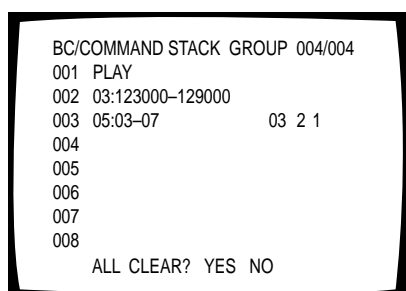 BC/COMMAND STACK GROUP 004/004
001 PLAY
002 03:123000–129000
003 05:03–07 03 2 1
004
005
006
007
008
ALL CLEAR? YES NO